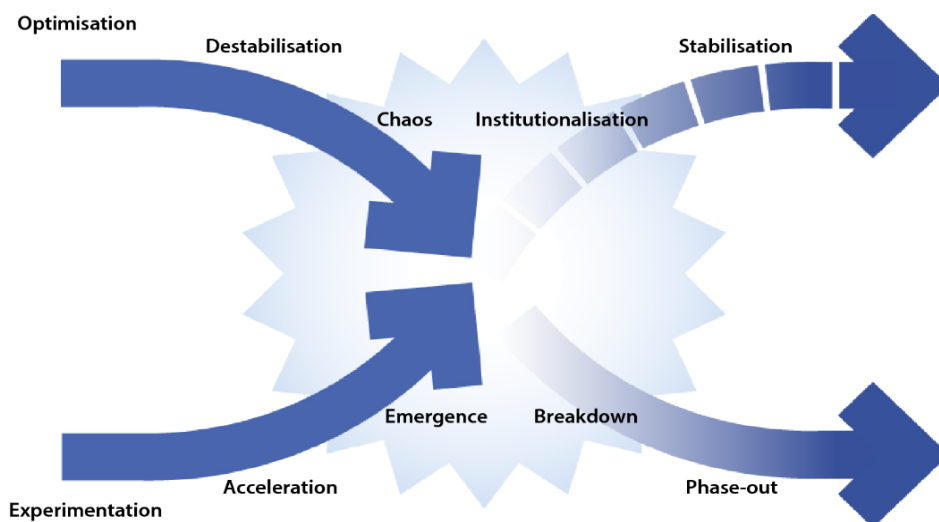 Optimisation
Destabilisation
Stabilisation
Chaos
Institutionalisation
Emergence
Breakdown
Acceleration
Phase-out
Experimentation